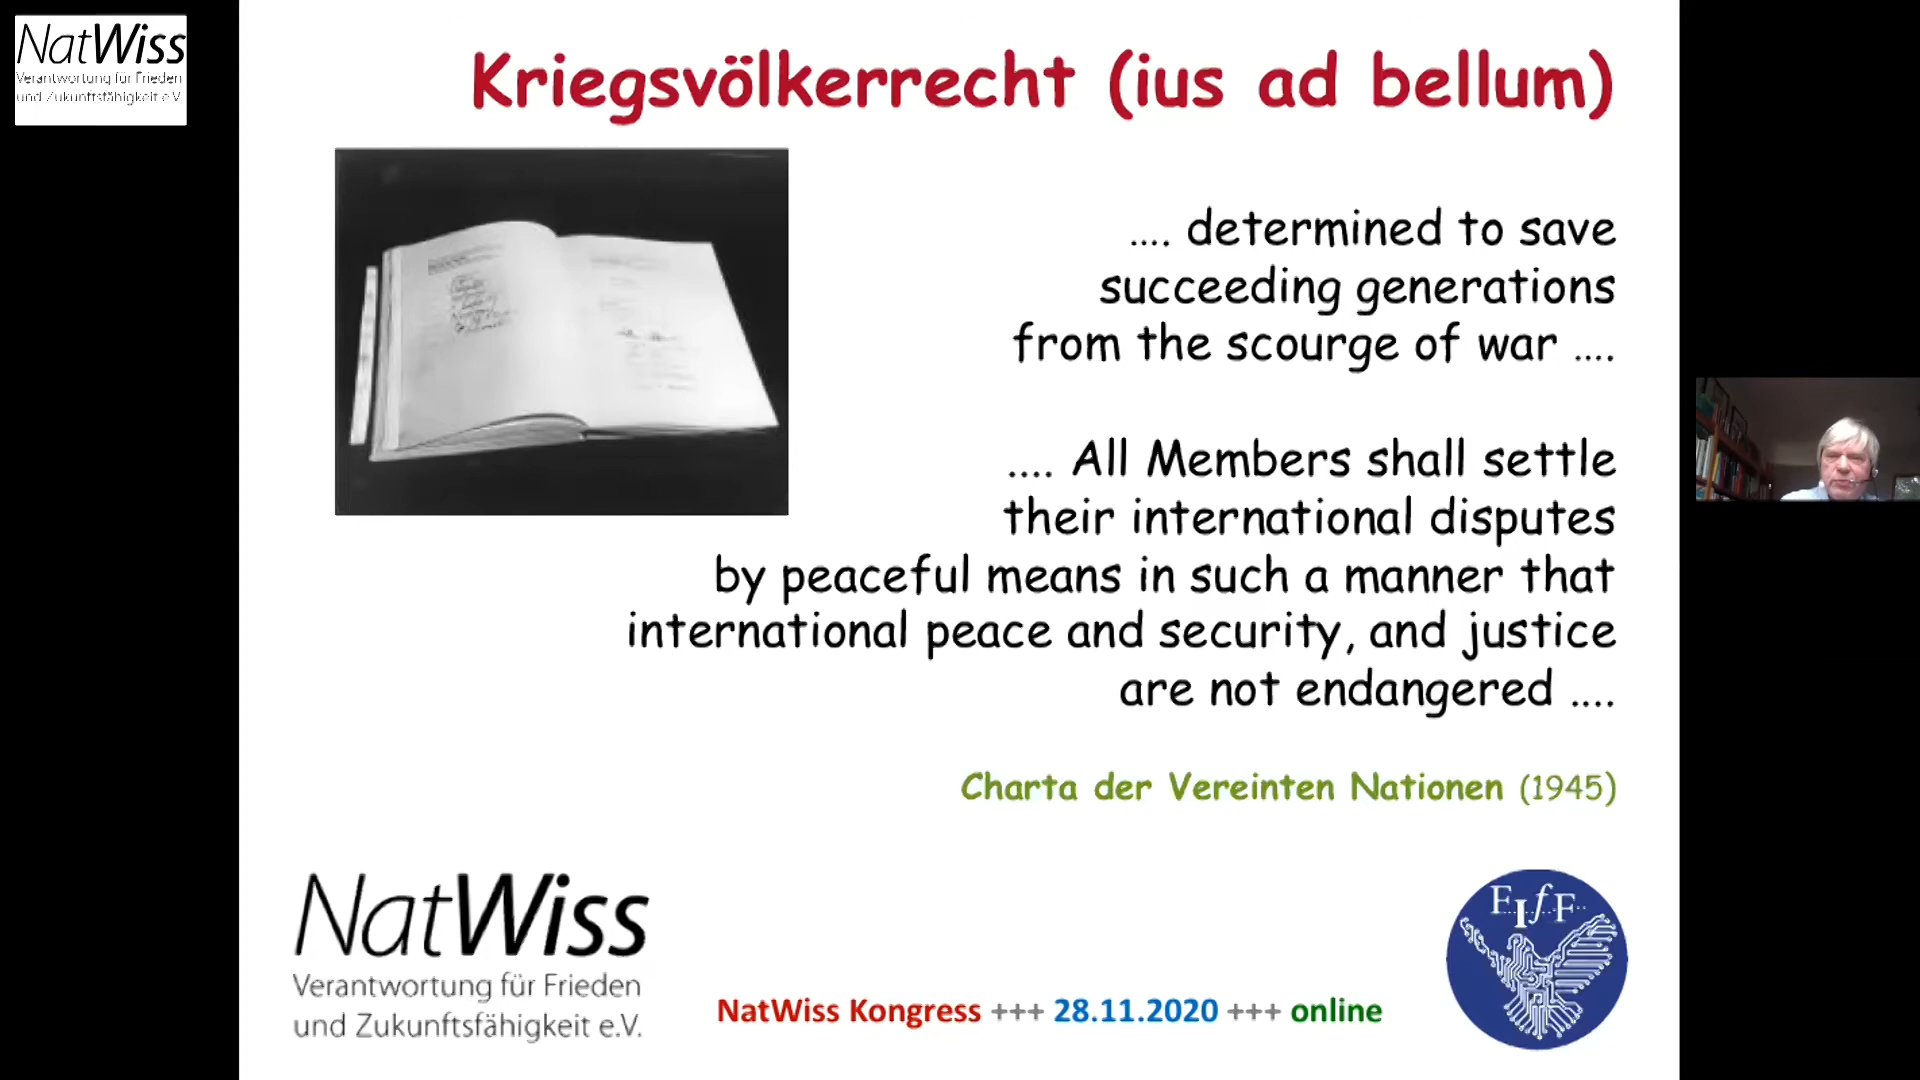 NatWiss
Verantwortung für Frieden
und Zukunftsfähigkeit e.V.
Kriegsvölkerrecht (ius ad bellum)
.... determined to save
succeeding generations
from the scourge of war ....
.... All Members shall settle
their international disputes
by peaceful means in such a manner that
international peace and security, and justice
are not endangered ....
Charta der Vereinten Nationen (1945)
NatWiss
Verantwortung für Frieden
und Zukunftsfähigkeit e.V.
NatWiss Kongress +++ 28.11.2020 +++ online
FIfF